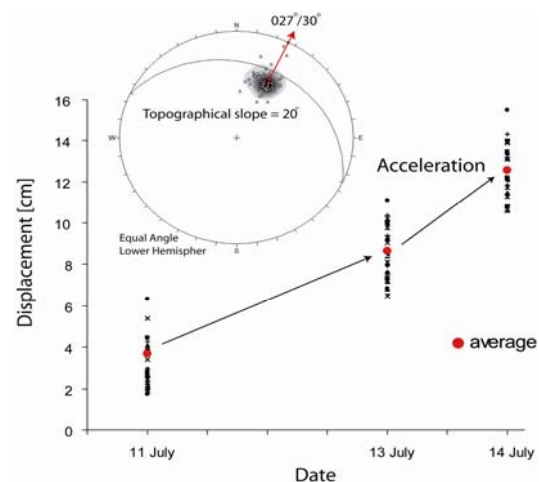 027°/30°
N
W
E
S
Topographical slope = 20°
Equal Angle
Lower Hemispher
Displacement [cm]
16
14
12
10
8
6
4
2
0
Acceleration
average
11 July
13 July
14 July
Date